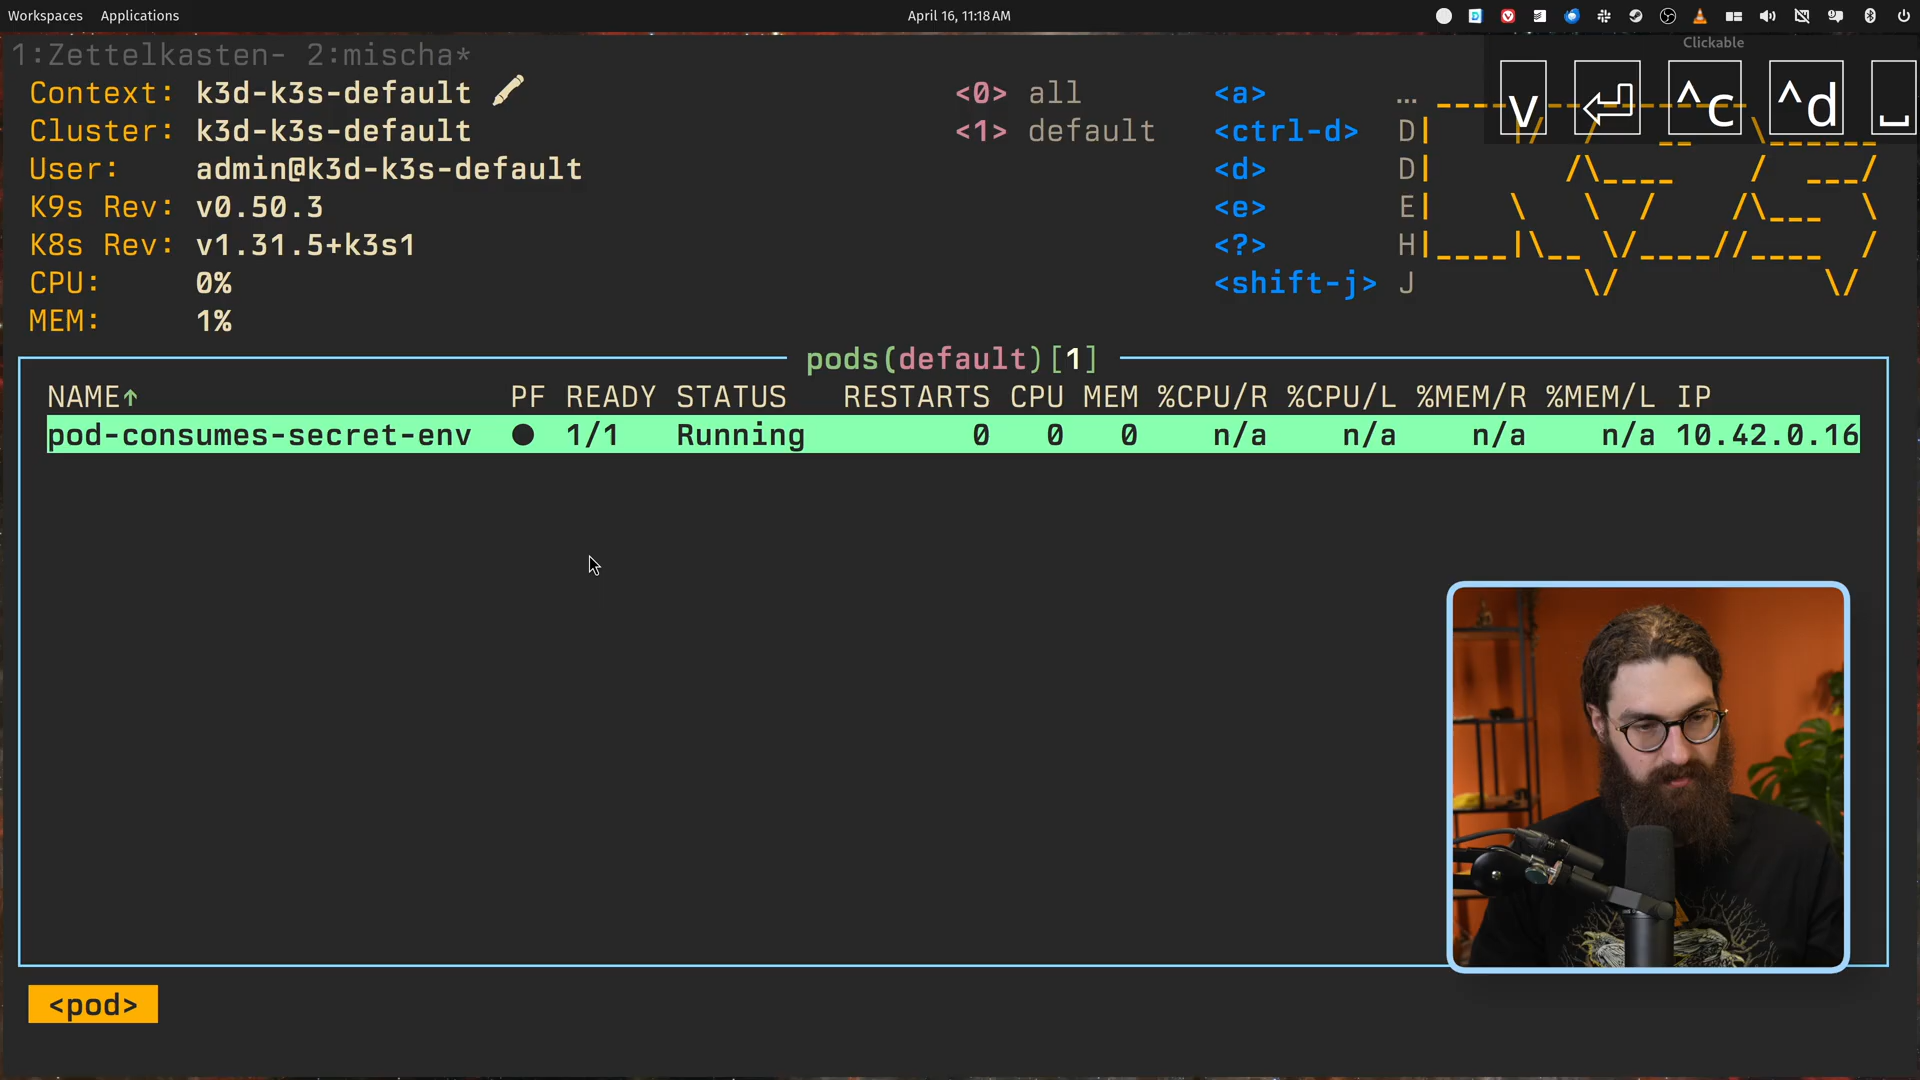 Workspaces Applications April 16, 11:18 AM
Clickable
v ^c ^d
1:Zettelkasten- 2:mischa*
Context: k3d-k3s-default <0> all <a> ...
Cluster: k3d-k3s-default <1> default <ctrl-d> D
User: admin@k3d-k3s-default <d> D
K9s Rev: v0.50.3 <e> E
K8s Rev: v1.31.5+k3s1 <?> H
CPU: 0% <shift-j> J
MEM: 1%
pods(default)[1]
NAME↑ PF READY STATUS RESTARTS CPU MEM %CPU/R %CPU/L %MEM/R %MEM/L IP
pod-consumes-secret-env ● 1/1 Running 0 0 0 n/a n/a n/a n/a 10.42.0.16
<pod>